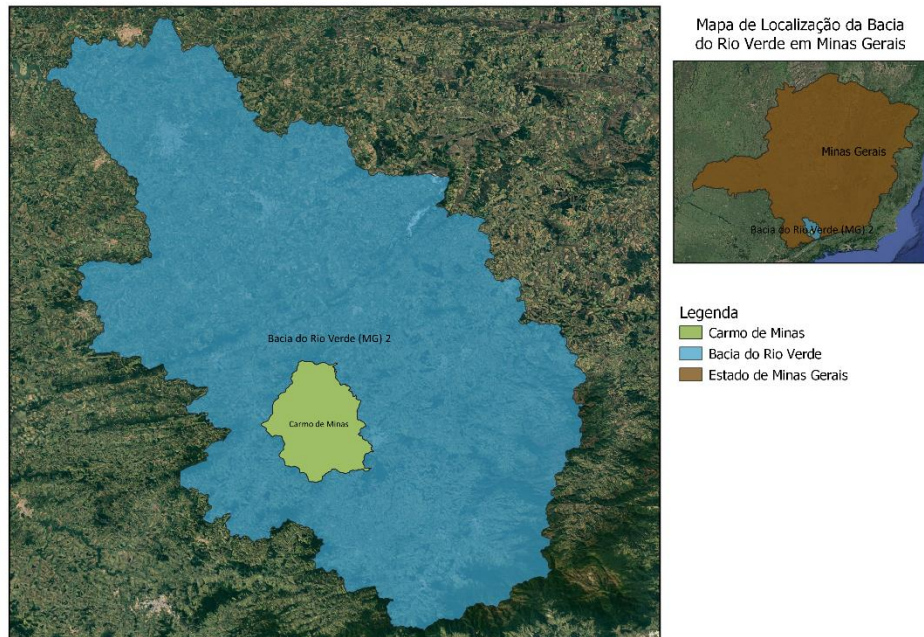 Mapa de Localização da Bacia
do Rio Verde em Minas Gerais
Minas Gerais
Bacia do Rio Verde (MG) 2
Bacia do Rio Verde (MG) 2
Carmo de Minas
Legenda
Carmo de Minas
Bacia do Rio Verde
Estado de Minas Gerais